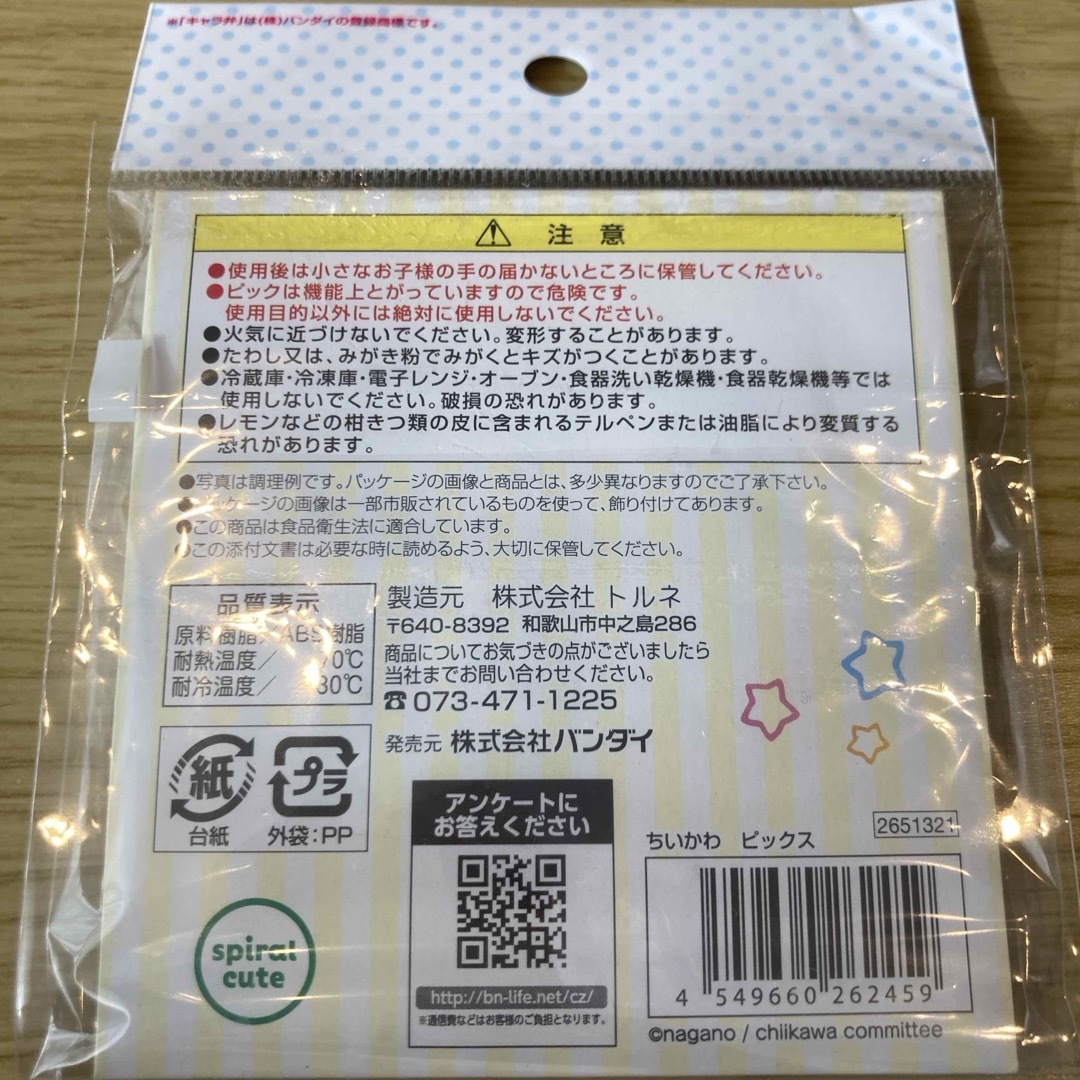 ※「キャラ弁」は(株)バンダイの登録商標です。
注意
●使用後は小さなお子様の手の届かないところに保管してください。
●ピックは機能上とがっていますので危険です。
使用目的以外には絶対に使用しないでください。
●火気に近づけないでください。変形することがあります。
●たわし又は、みがき粉でみがくとキズがつくことがあります。
●冷蔵庫・冷凍庫・電子レンジ・オーブン・食器洗い乾燥機・食器乾燥機等では
使用しないでください。破損の恐れがあります。
●レモンなどの柑きつ類の皮に含まれるテルペンまたは油脂により変質する
恐れがあります。
●写真は調理例です。パッケージの画像と商品とは、多少異なりますのでご了承下さい。
●パッケージの画像は一部市販されているものを使って、飾り付けてあります。
●この商品は食品衛生法に適合しています。
●この添付文書は必要な時に読めるよう、大切に保管してください。
品質表示
原料樹脂/ABS樹脂
耐熱温度/ 70℃
耐冷温度/ 30℃
製造元 株式会社 トルネ
〒640-8392 和歌山市中之島286
商品についてお気づきの点がございましたら
当社までお問い合わせください。
☎073-471-1225
発売元 株式会社バンダイ
紙
台紙
プラ
外袋:PP
アンケートに
お答えください
http://bn-life.net/cz/
※通信費などはお客様のご負担となります。
spiral
cute
2651321
ちいかわ ピックス
4 549660 262459
©nagano / chiikawa committee